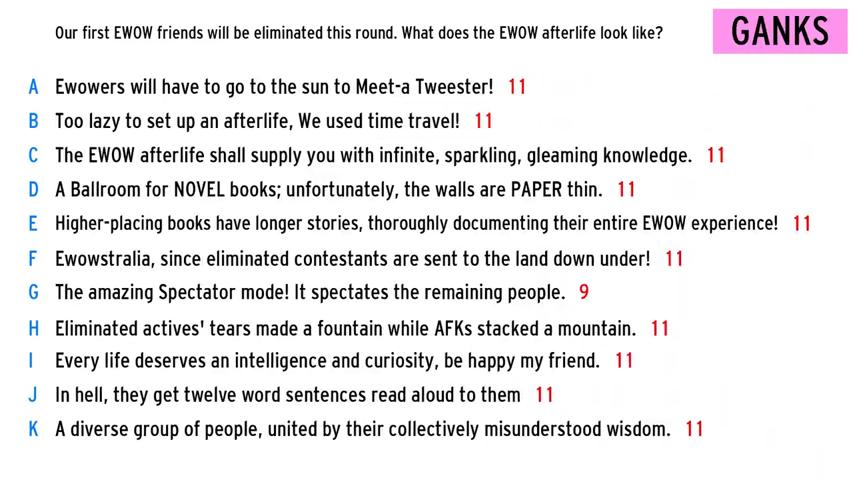 Our first EWOW friends will be eliminated this round. What does the EWOW afterlife look like?
GANKS
A Ewowers will have to go to the sun to Meet-a Tweester! 11
B Too lazy to set up an afterlife, We used time travel! 11
C The EWOW afterlife shall supply you with infinite, sparkling, gleaming knowledge. 11
D A Ballroom for NOVEL books; unfortunately, the walls are PAPER thin. 11
E Higher-placing books have longer stories, thoroughly documenting their entire EWOW experience! 11
F Ewowstralia, since eliminated contestants are sent to the land down under! 11
G The amazing Spectator mode! It spectates the remaining people. 9
H Eliminated actives' tears made a fountain while AFKs stacked a mountain. 11
I Every life deserves an intelligence and curiosity, be happy my friend. 11
J In hell, they get twelve word sentences read aloud to them 11
K A diverse group of people, united by their collectively misunderstood wisdom. 11